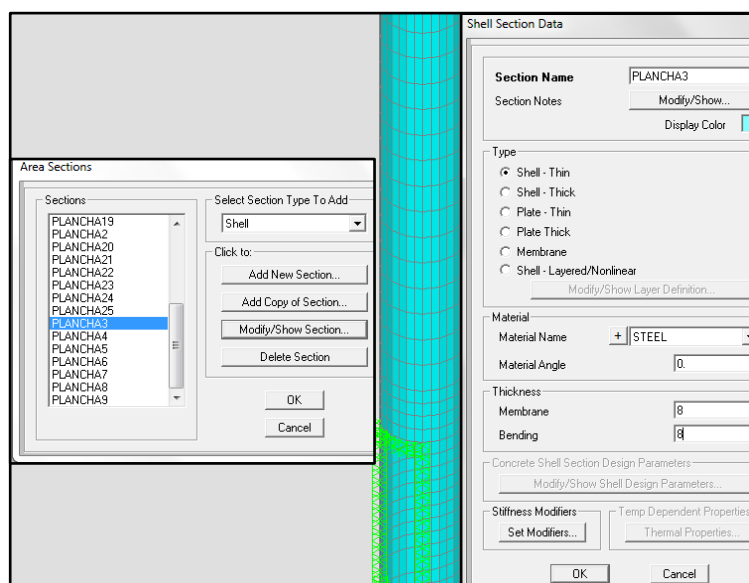 Area Sections
Sections
PLANCHA19
PLANCHA2
PLANCHA20
PLANCHA21
PLANCHA22
PLANCHA23
PLANCHA24
PLANCHA25
PLANCHA3
PLANCHA4
PLANCHA5
PLANCHA6
PLANCHA7
PLANCHA8
PLANCHA9
Select Section Type To Add
Shell
Click to:
Add New Section...
Add Copy of Section...
Modify/Show Section...
Delete Section
OK
Cancel
Shell Section Data
Section Name PLANCHA3
Section Notes Modify/Show...
Display Color
Type
Shell - Thin
Shell - Thick
Plate - Thin
Plate Thick
Membrane
Shell - Layered/Nonlinear
Modify/Show Layer Definition...
Material
Material Name + STEEL
Material Angle 0.
Thickness
Membrane 8
Bending 8
Concrete Shell Section Design Parameters
Modify/Show Shell Design Parameters...
Stiffness Modifiers
Set Modifiers...
Temp Dependent Properties
Thermal Properties...
OK Cancel